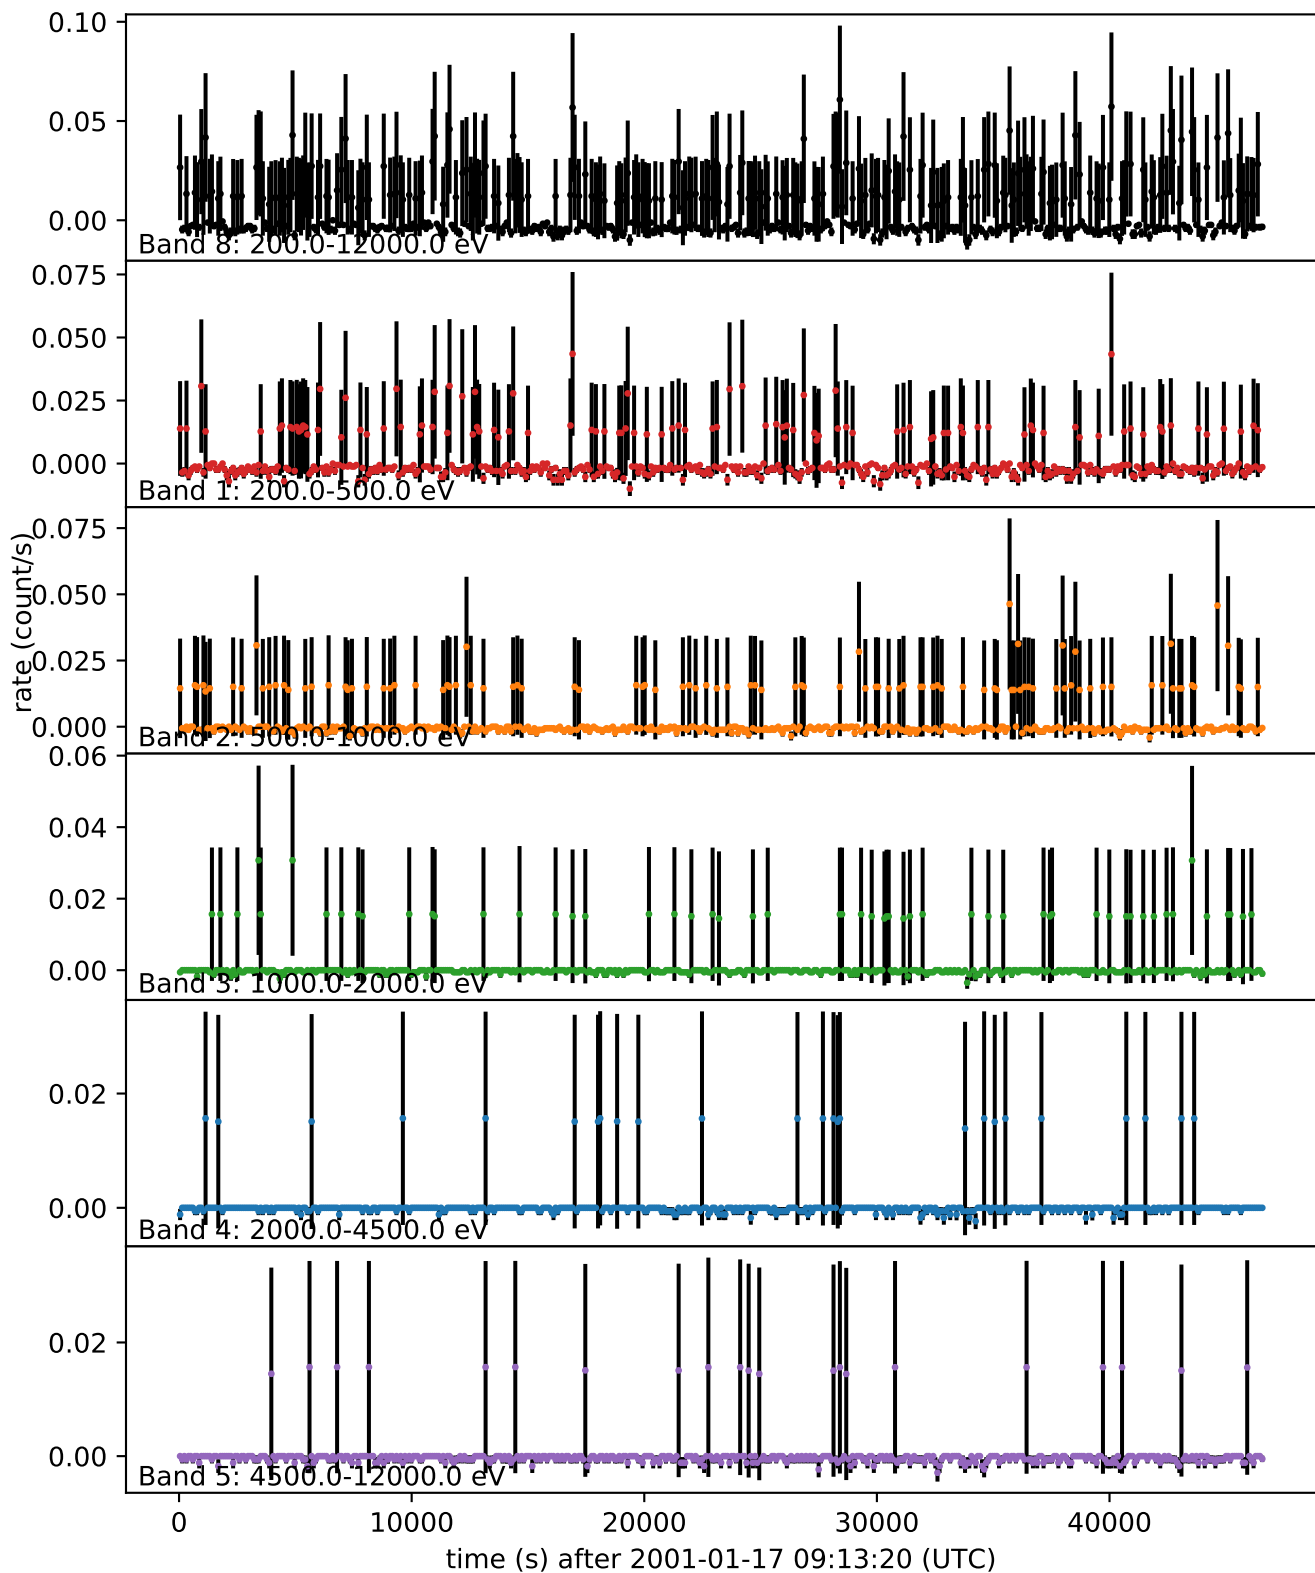 0.10
0.05
0.00
Band 8: 200.0-12000.0 eV
0.075
0.050
0.025
0.000
Band 1: 200.0-500.0 eV
rate (count/s)
0.075
0.050
0.025
0.000
Band 2: 500.0-1000.0 eV
0.06
0.04
0.02
0.00
Band 3: 1000.0-2000.0 eV
0.02
0.00
Band 4: 2000.0-4500.0 eV
0.02
0.00
Band 5: 4500.0-12000.0 eV
0 10000 20000 30000 40000
time (s) after 2001-01-17 09:13:20 (UTC)